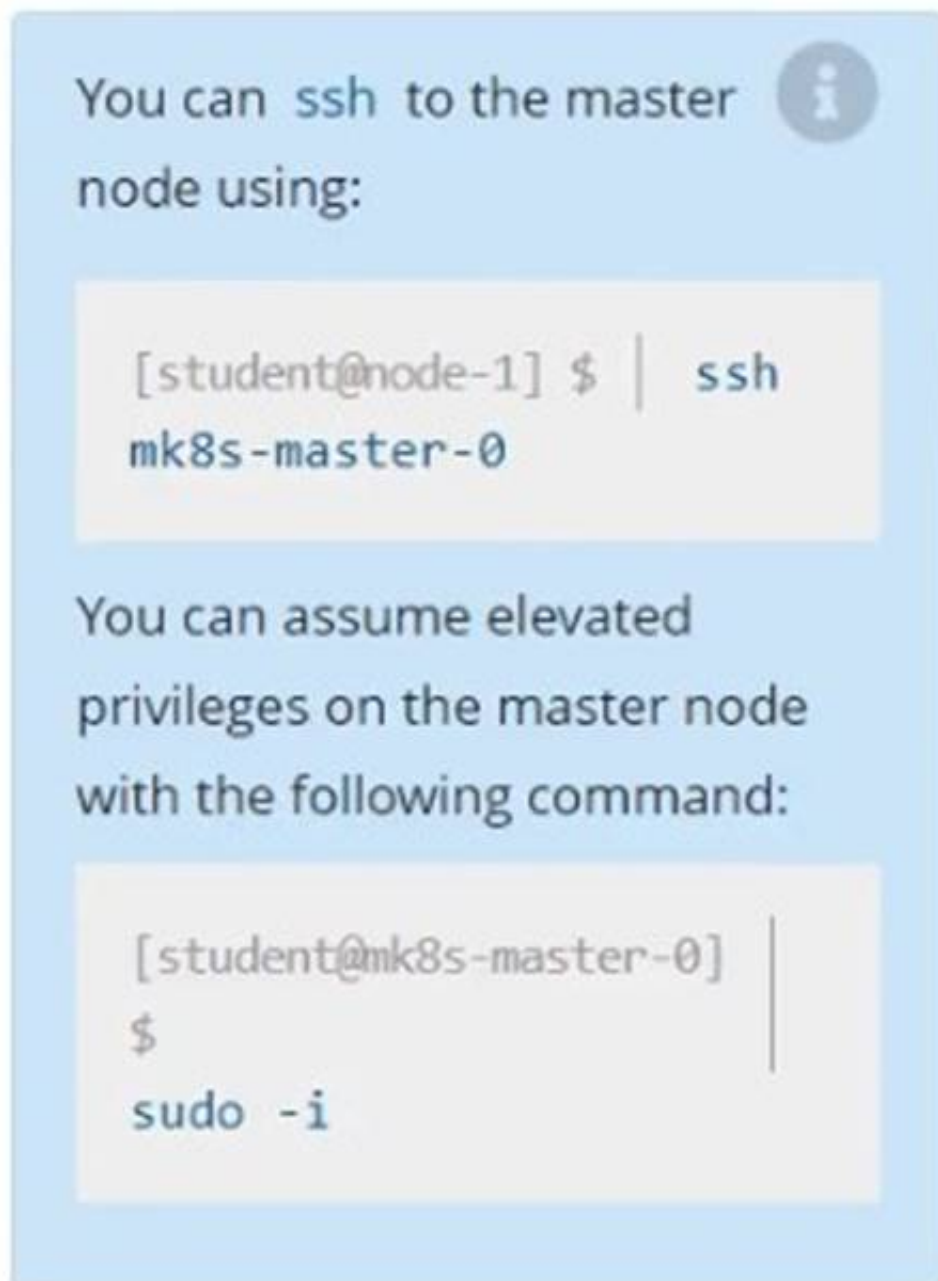 You can ssh to the master
node using:
[student@node-1] $ | ssh
mk8s-master-0
You can assume elevated
privileges on the master node
with the following command:
[student@mk8s-master-0] |
$
sudo -i